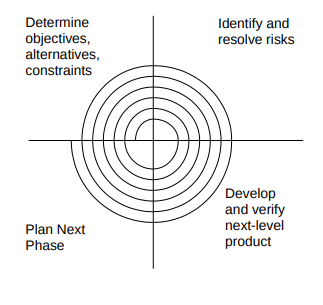 Determine
objectives,
alternatives,
constraints
Identify and
resolve risks
Plan Next
Phase
Develop
and verify
next-level
product